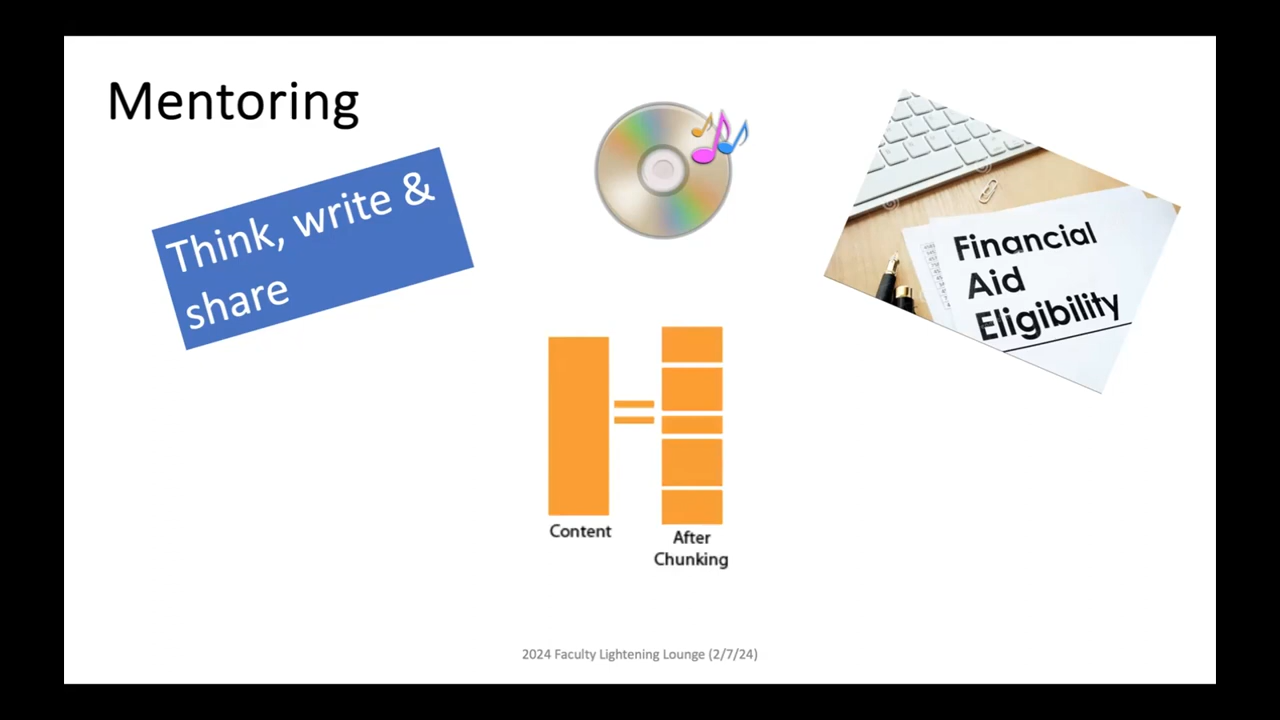 Mentoring
Think, write &
share
Financial
Aid
Eligibility
Content
After
Chunking
2024 Faculty Lightening Lounge (2/7/24)